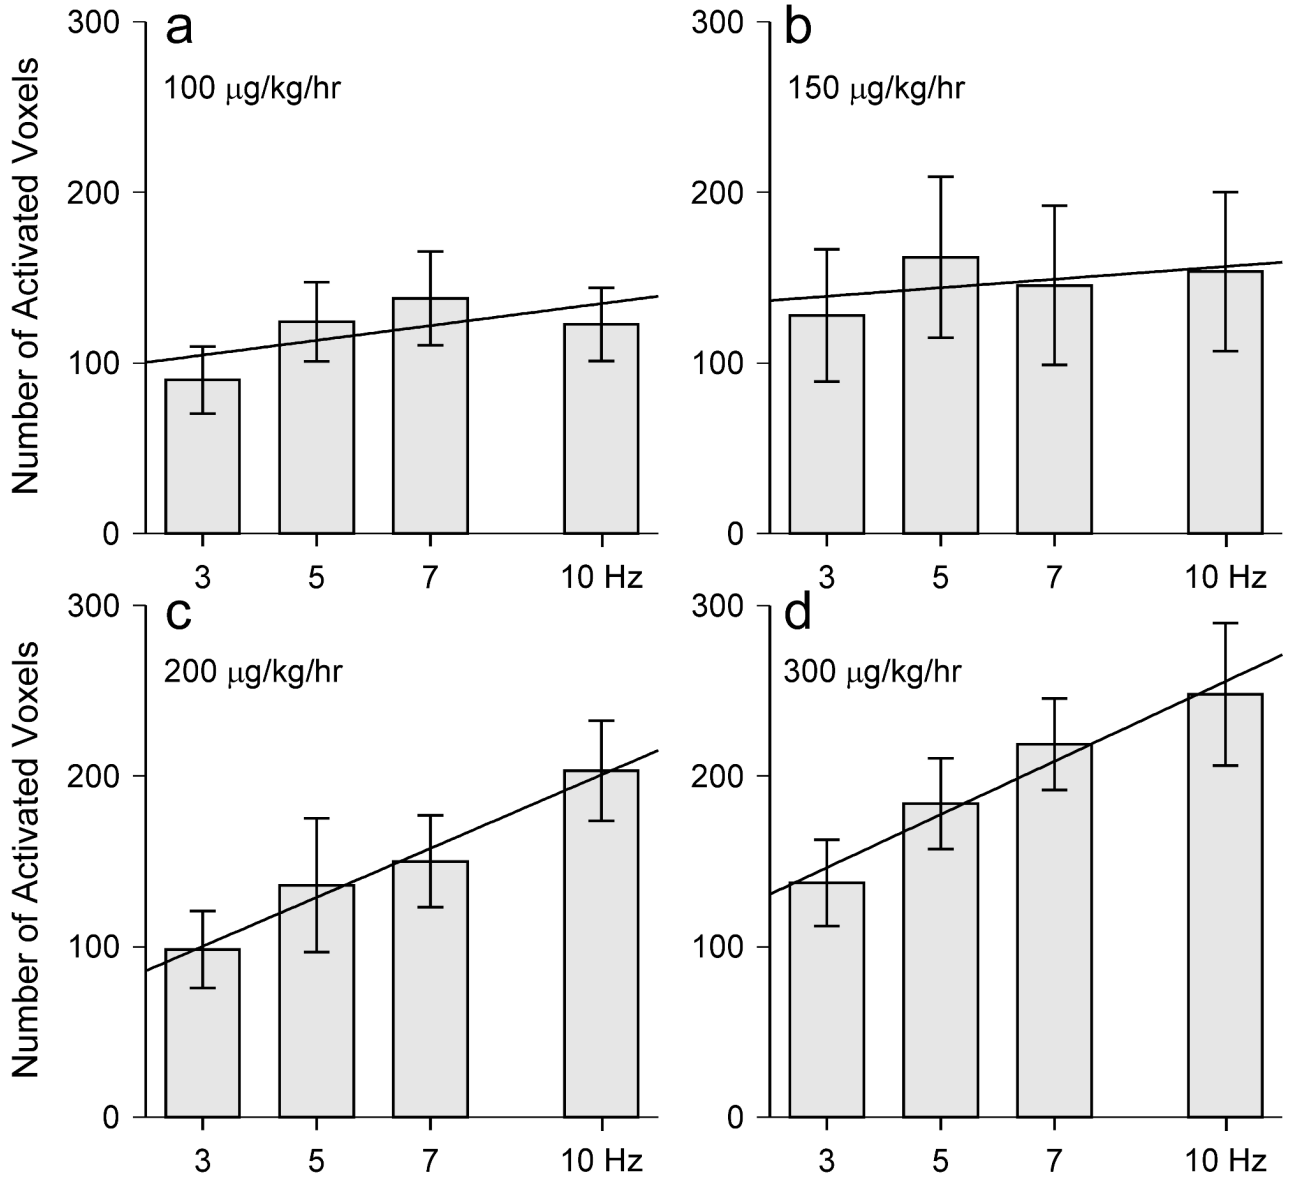 Number of Activated Voxels
300
200
100
0
a
100 μg/kg/hr
3 5 7 10 Hz
300
200
100
0
b
150 μg/kg/hr
3 5 7 10 Hz
Number of Activated Voxels
300
200
100
0
c
200 μg/kg/hr
3 5 7 10 Hz
300
200
100
0
d
300 μg/kg/hr
3 5 7 10 Hz